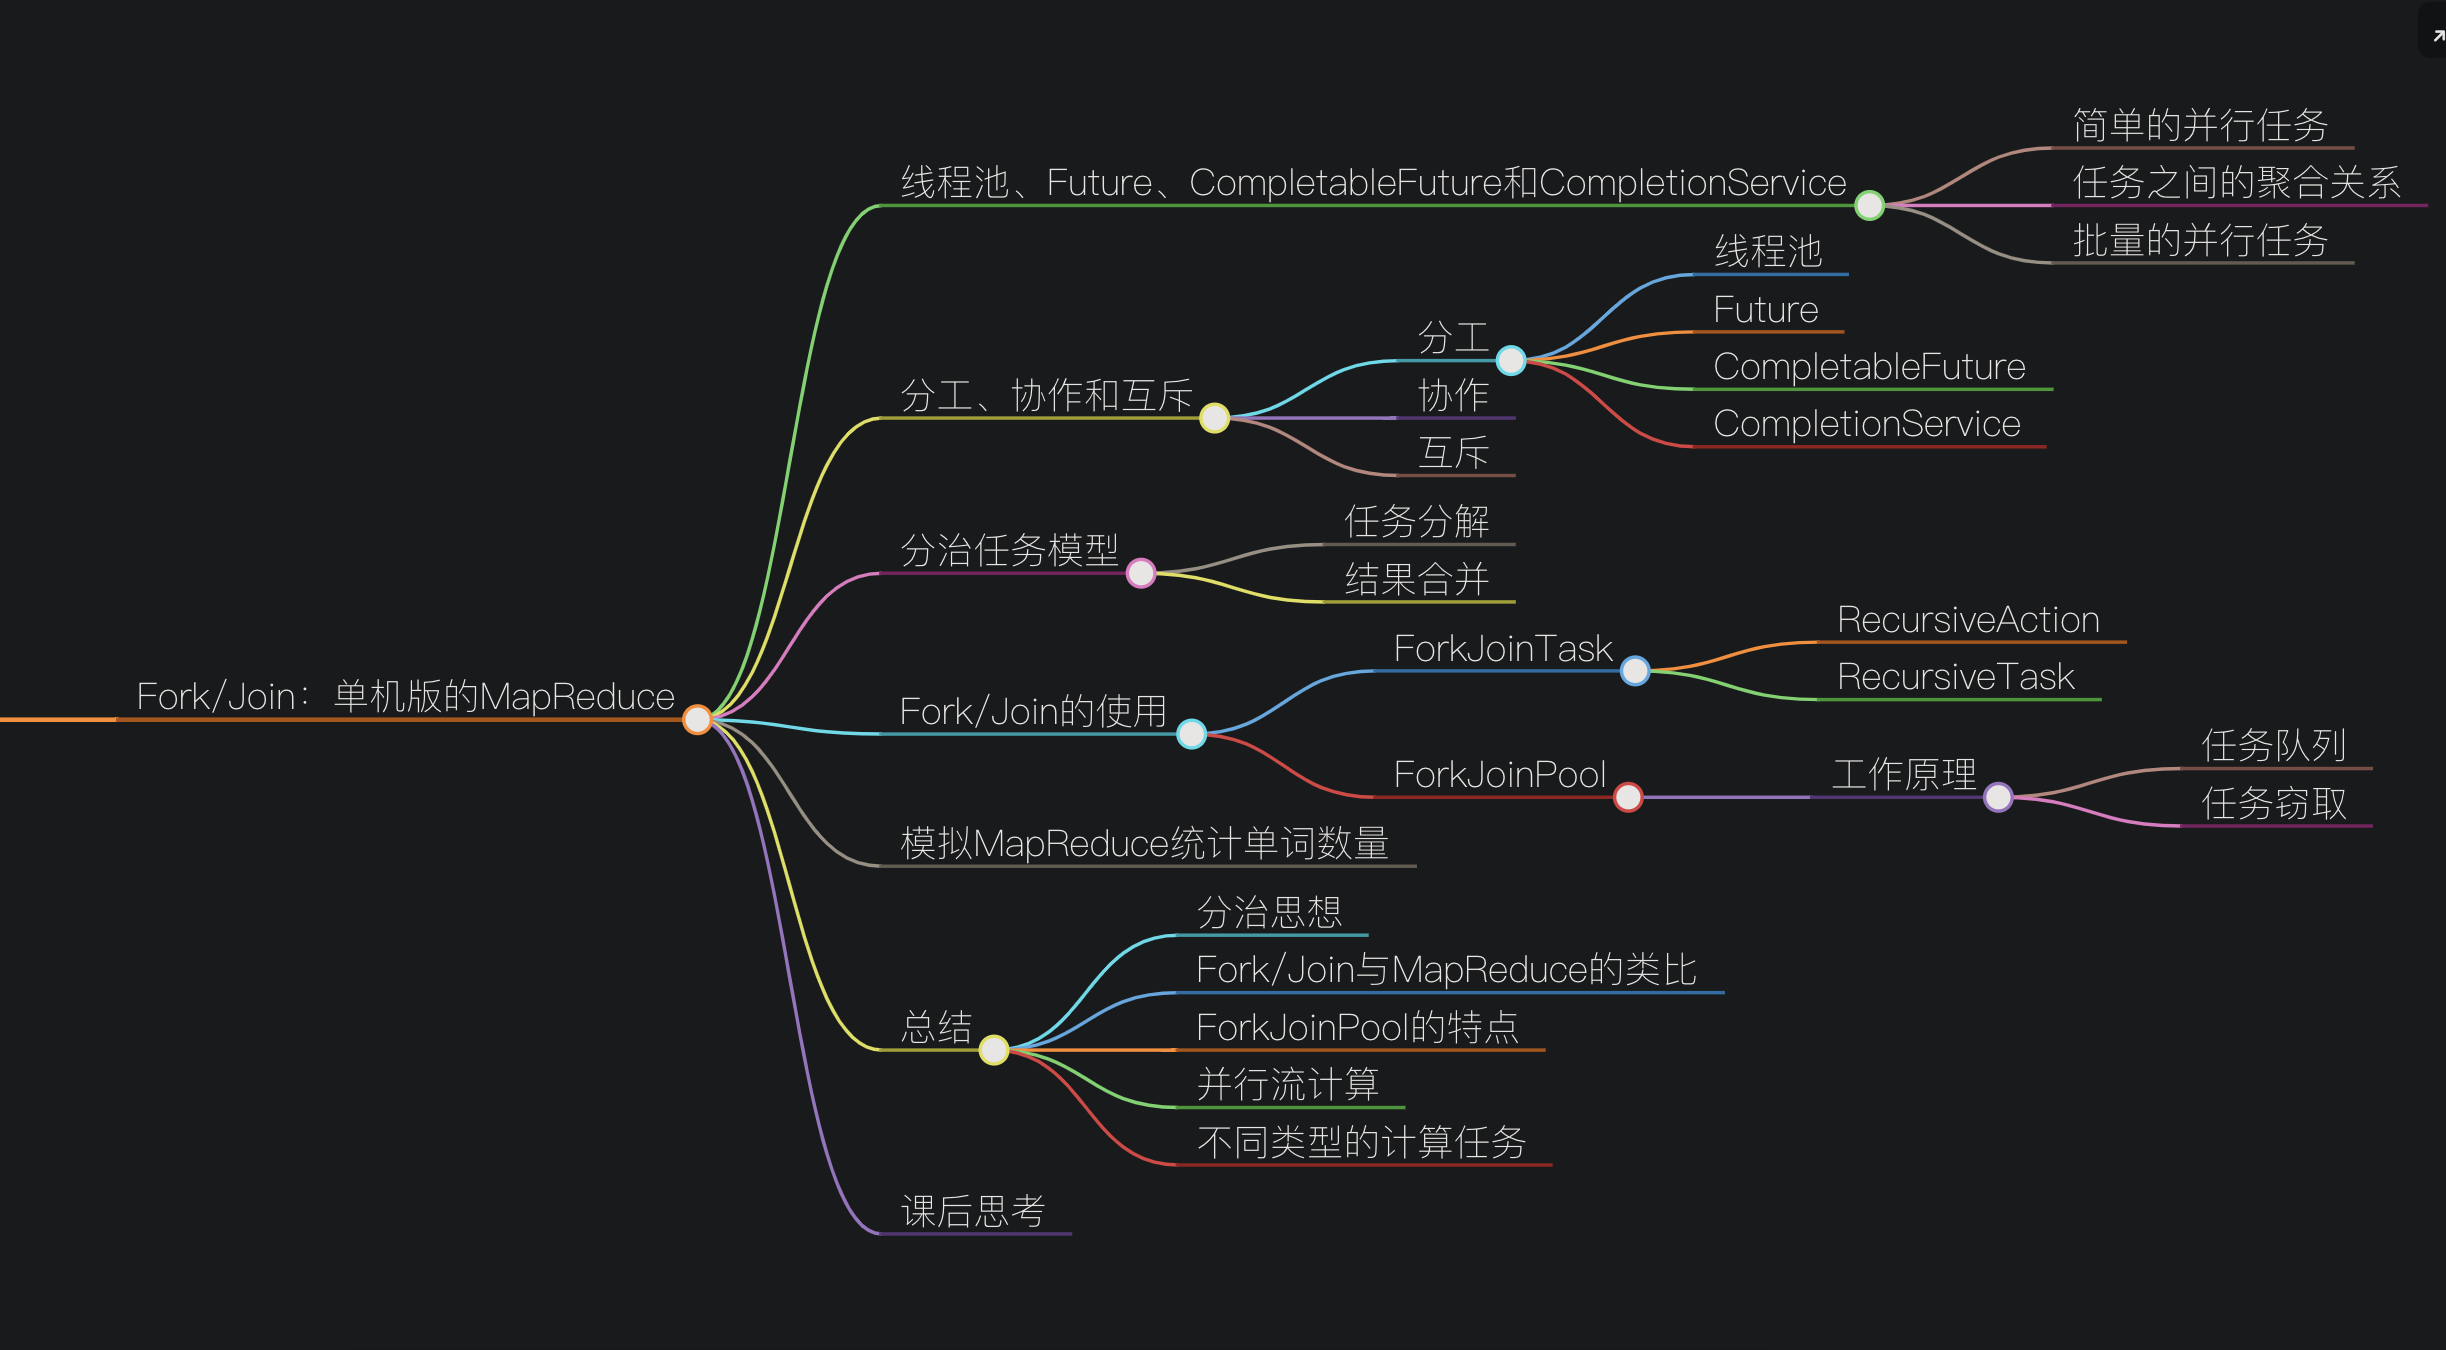 Fork/Join：单机版的MapReduce
线程池、Future、CompletableFuture和CompletionService
简单的并行任务
任务之间的聚合关系
批量的并行任务
分工、协作和互斥
分工
线程池
Future
CompletableFuture
CompletionService
协作
互斥
分治任务模型
任务分解
结果合并
Fork/Join的使用
ForkJoinTask
RecursiveAction
RecursiveTask
ForkJoinPool
工作原理
任务队列
任务窃取
模拟MapReduce统计单词数量
总结
分治思想
Fork/Join与MapReduce的类比
ForkJoinPool的特点
并行流计算
不同类型的计算任务
课后思考